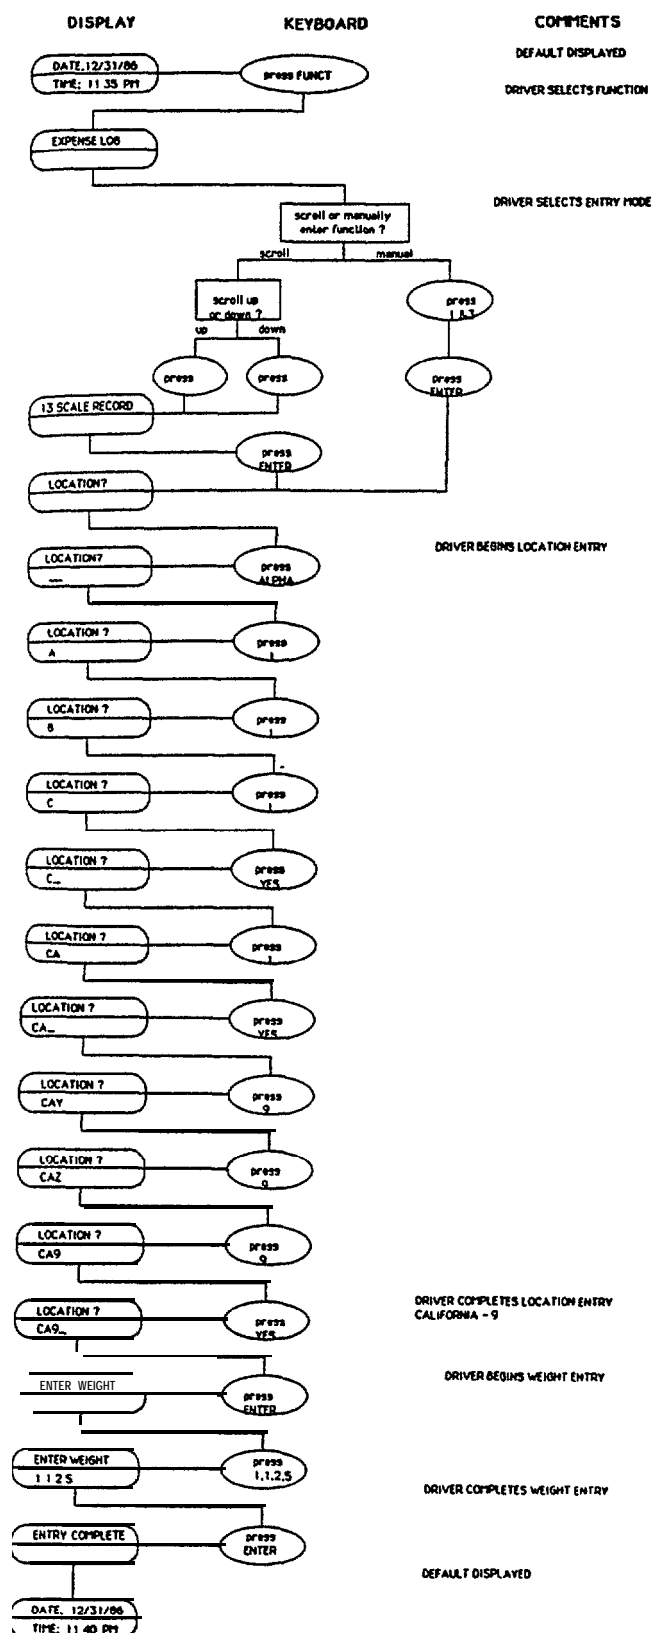 DISPLAY KEYBOARD COMMENTS
DEFAULT DISPLAYED
DATE. 12/31/86
TIME: 11 35 PM
press FUNCT
DRIVER SELECTS FUNCTION
EXPENSE LOG
DRIVER SELECTS ENTRY MODE
scroll or manually
enter function ?
scroll manual
scroll up
or down ?
up down
press
1 & 3
press press
press
ENTER
13 SCALE RECORD
press
ENTER
LOCATION?
DRIVER BEGINS LOCATION ENTRY
LOCATION?
---
press
ALPHA
LOCATION ?
A
press
1
LOCATION ?
B
press
1
LOCATION ?
C
press
1
LOCATION ?
C_
press
YES
LOCATION ?
CA
press
1
LOCATION ?
CA_
press
YES
LOCATION ?
CAY
press
9
LOCATION ?
CAZ
press
9
LOCATION ?
CA9
press
9
DRIVER COMPLETES LOCATION ENTRY
CALIFORNIA - 9
LOCATION ?
CA9_
press
YES
DRIVER BEGINS WEIGHT ENTRY
ENTER WEIGHT
press
ENTER
ENTER WEIGHT
1 1 2 5
press
1,1,2,5
DRIVER COMPLETES WEIGHT ENTRY
ENTRY COMPLETE
press
ENTER
DEFAULT DISPLAYED
DATE. 12/31/86
TIME: 11 40 PM